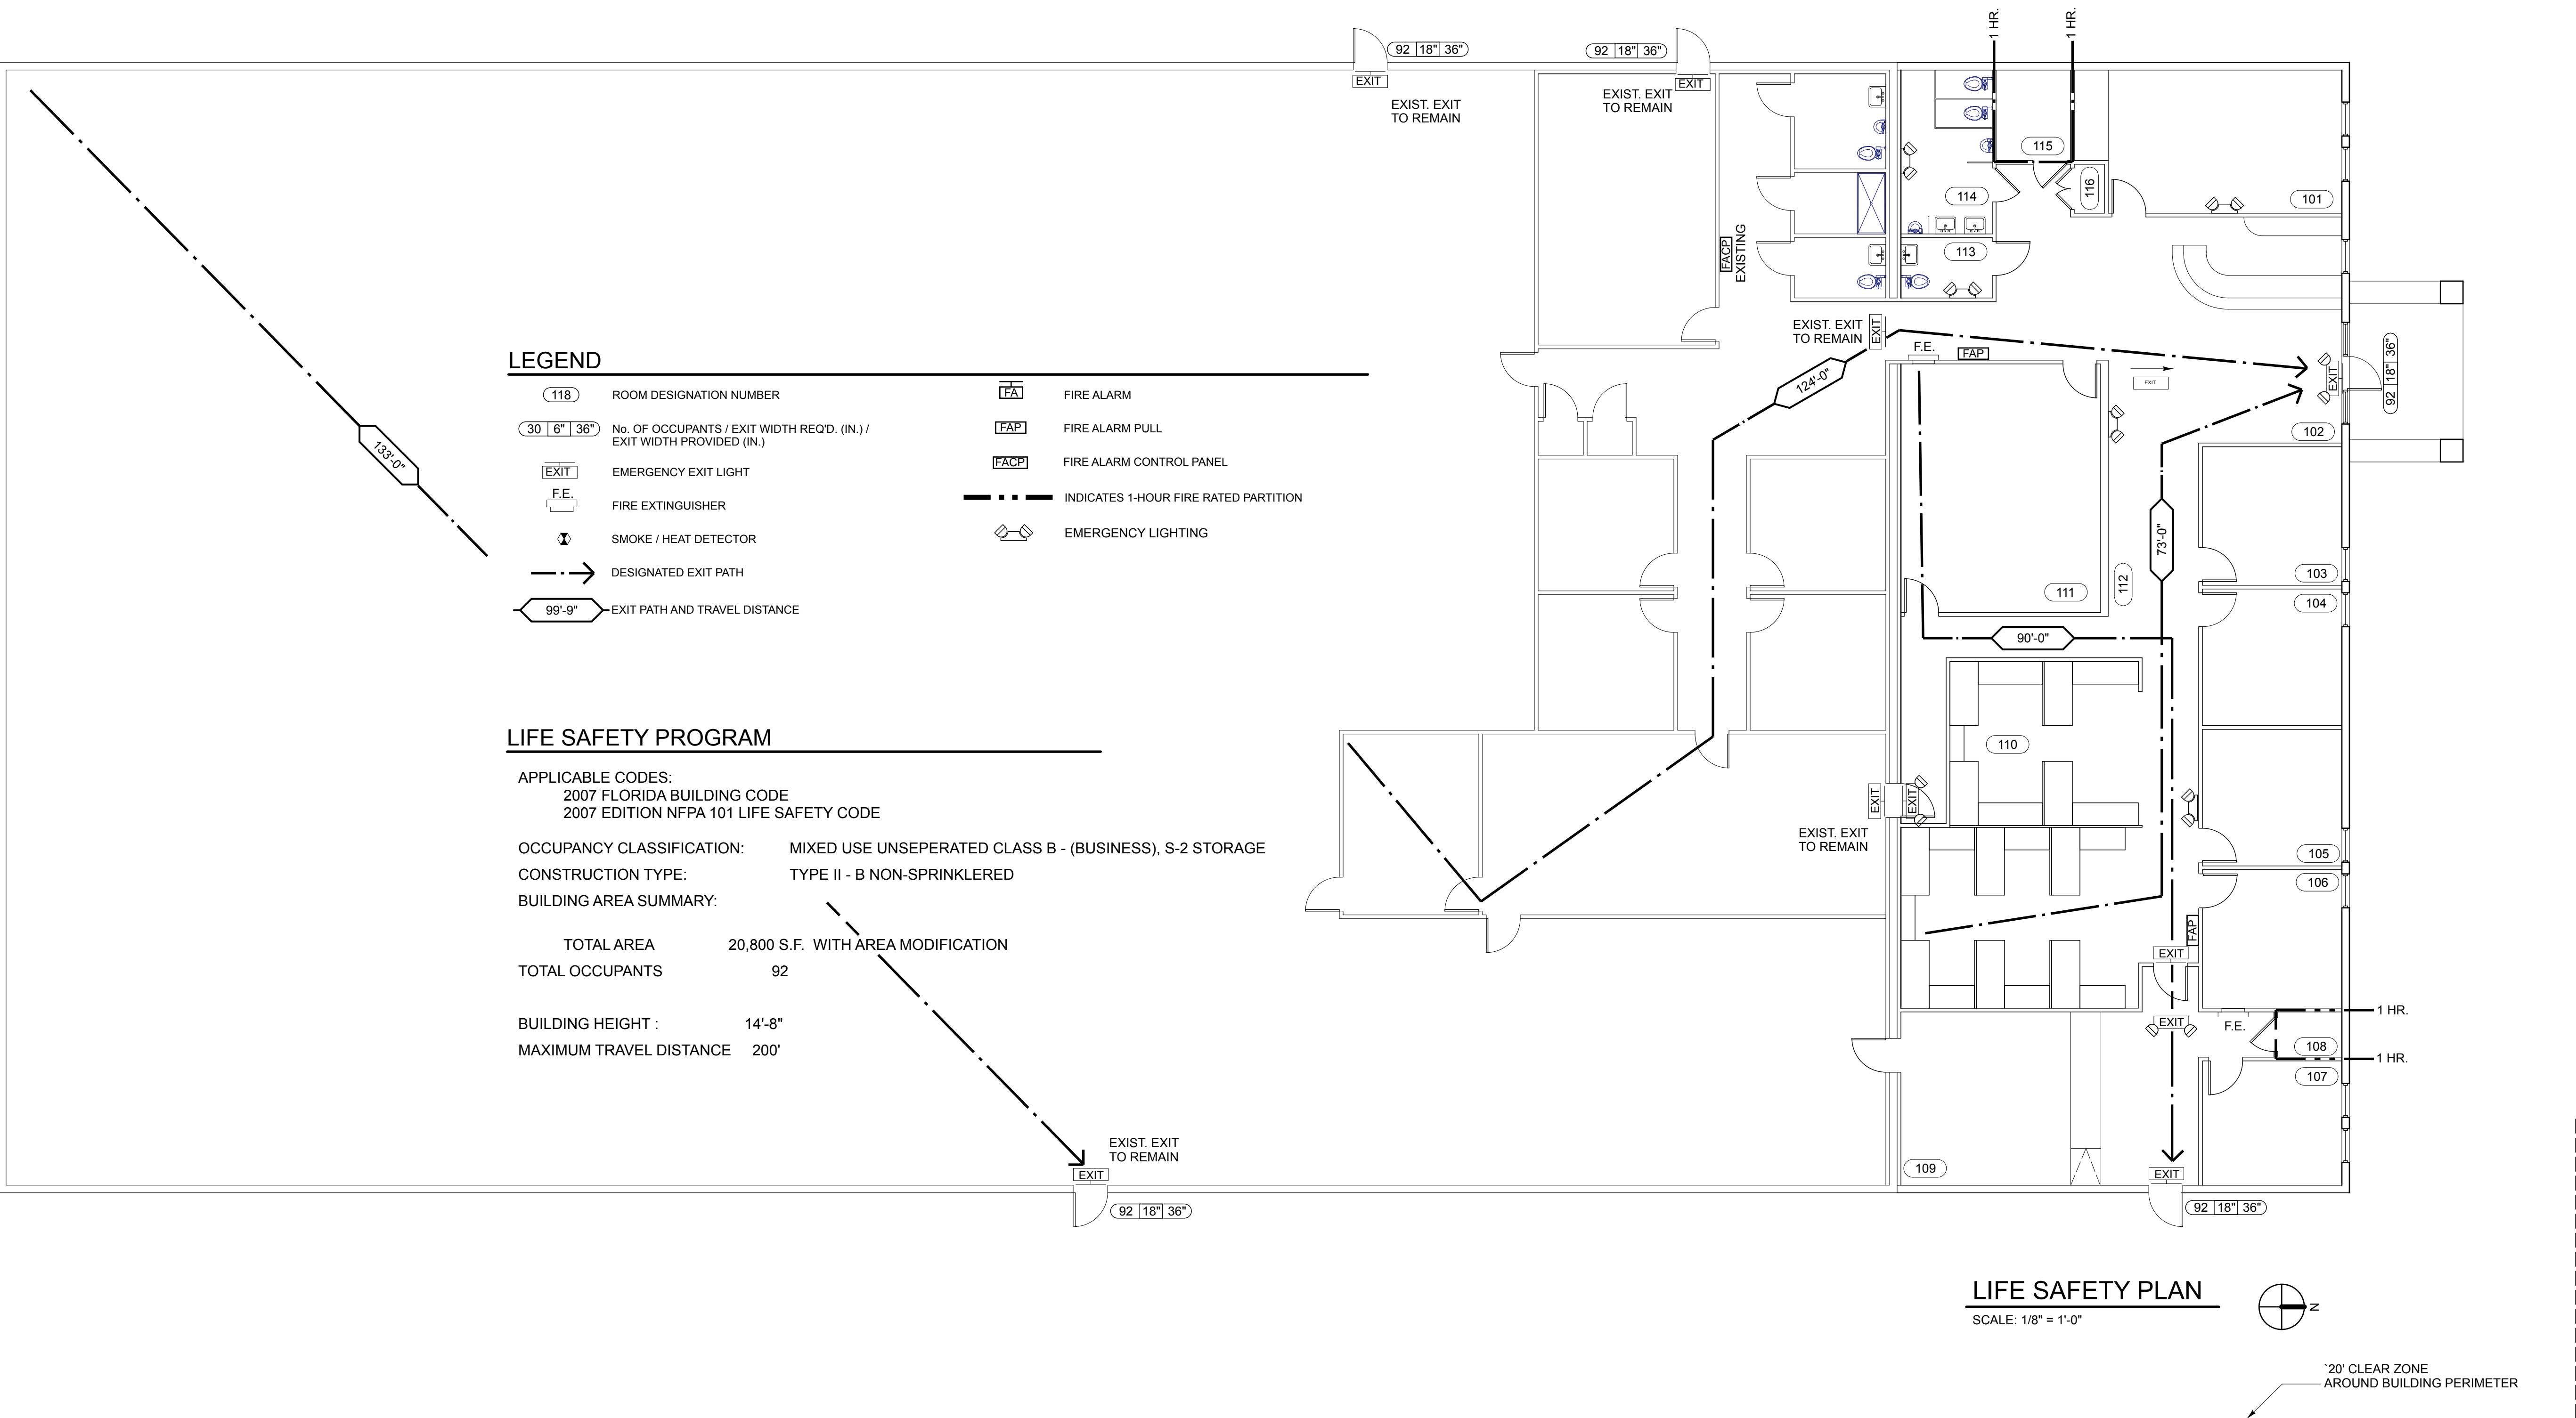 1 HR.
1 HR.
92 18" 36"
EXIT
EXIST. EXIT
TO REMAIN
92 18" 36"
EXIT
EXIST. EXIT
TO REMAIN
115
116
114
101
113
FACP
EXISTING
EXIST. EXIT
TO REMAIN
EXIT
F.E.
FAP
EXIT
EXIT
92 18" 36"
102
124'-0"
133'-0"
LEGEND
118 ROOM DESIGNATION NUMBER
30 6" 36" No. OF OCCUPANTS / EXIT WIDTH REQ'D. (IN.) /
EXIT WIDTH PROVIDED (IN.)
EXIT EMERGENCY EXIT LIGHT
F.E.
FIRE EXTINGUISHER
SMOKE / HEAT DETECTOR
DESIGNATED EXIT PATH
99'-9" EXIT PATH AND TRAVEL DISTANCE
FA FIRE ALARM
FAP FIRE ALARM PULL
FACP FIRE ALARM CONTROL PANEL
INDICATES 1-HOUR FIRE RATED PARTITION
EMERGENCY LIGHTING
73'-0"
103
111
112
104
90'-0"
110
EXIT
EXIT
EXIST. EXIT
TO REMAIN
105
106
FAP
EXIT
EXIT
F.E.
1 HR.
108
1 HR.
107
109
EXIT
92 18" 36"
LIFE SAFETY PROGRAM
APPLICABLE CODES:
2007 FLORIDA BUILDING CODE
2007 EDITION NFPA 101 LIFE SAFETY CODE
OCCUPANCY CLASSIFICATION: MIXED USE UNSEPERATED CLASS B - (BUSINESS), S-2 STORAGE
CONSTRUCTION TYPE: TYPE II - B NON-SPRINKLERED
BUILDING AREA SUMMARY:
TOTAL AREA 20,800 S.F. WITH AREA MODIFICATION
TOTAL OCCUPANTS 92
BUILDING HEIGHT : 14'-8"
MAXIMUM TRAVEL DISTANCE 200'
EXIST. EXIT
TO REMAIN
EXIT
92 18" 36"
LIFE SAFETY PLAN
SCALE: 1/8" = 1'-0"
N
`20' CLEAR ZONE
AROUND BUILDING PERIMETER